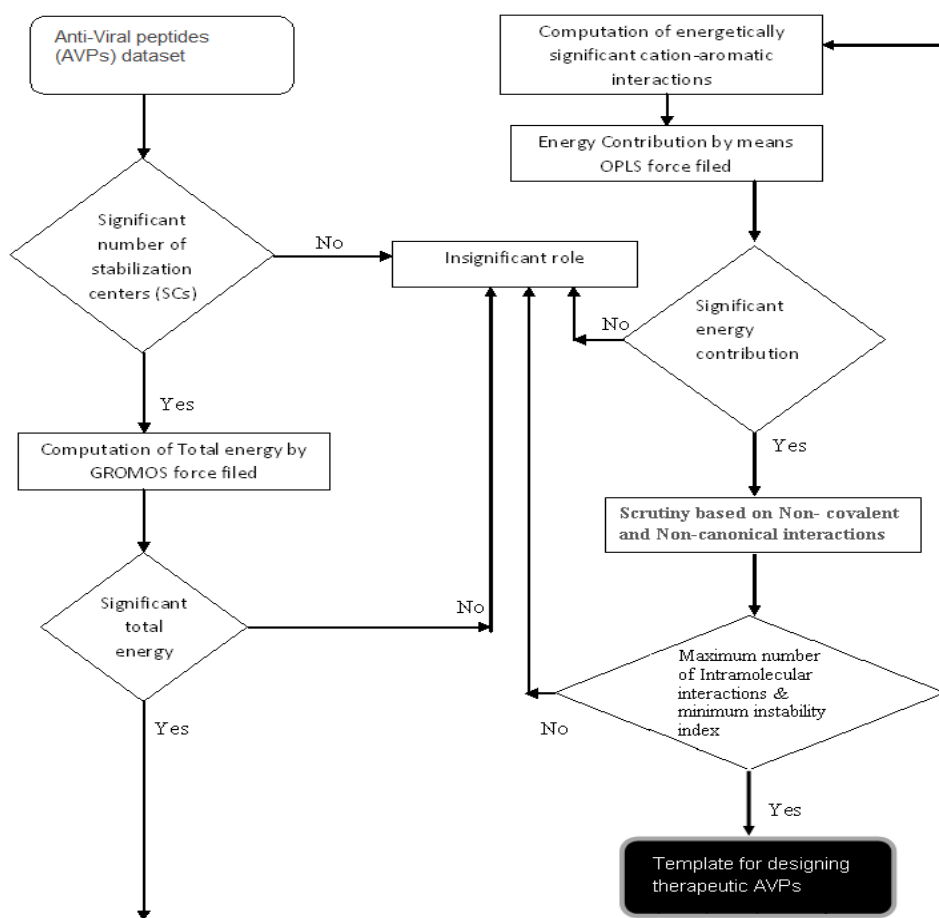 Anti-Viral peptides
(AVPs) dataset
Significant
number of
stabilization
centers (SCs)
No
Yes
Computation of Total energy by
GROMOS force filed
Significant
total
energy
No
Yes
Insignificant role
Computation of energetically
significant cation-aromatic
interactions
Energy Contribution by means
OPLS force filed
Significant
energy
contribution
No
Yes
Scrutiny based on Non- covalent
and Non-canonical interactions
Maximum number
of Intramolecular
interactions &
minimum instability
index
No
Yes
Template for designing
therapeutic AVPs